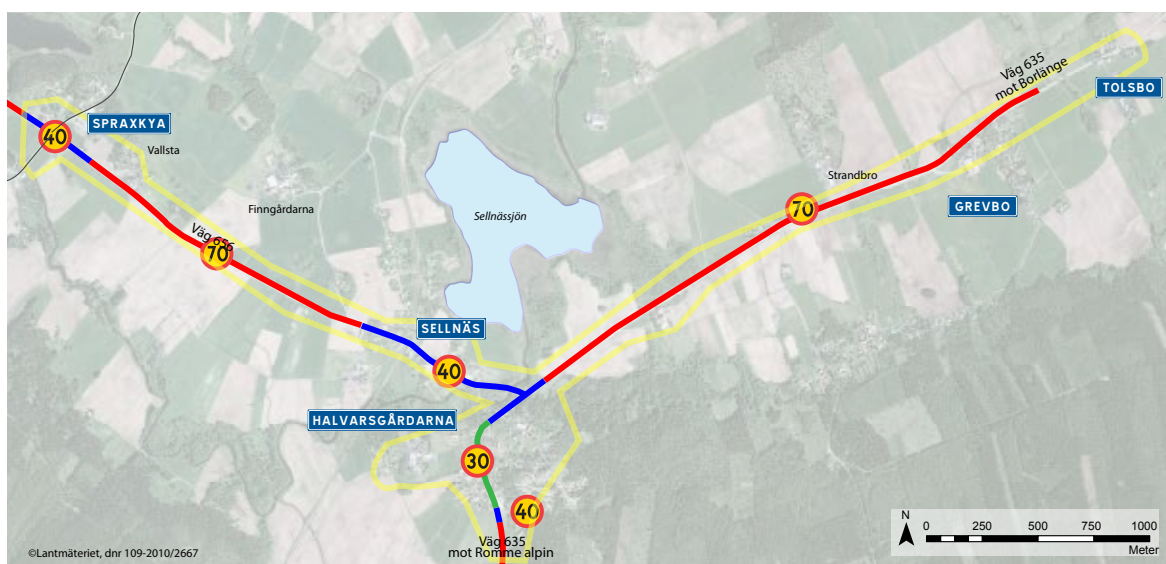 Väg 635
mot Borlänge
TOLSBO
SPRAXKYA
40
Vallsta
Strandbro
GREVBO
Finngårdarna
70
Sellnässjön
Väg 656
70
SELLNÄS
40
HALVARSGÅRDARNA
30
40
N
0 250 500 750 1000
Meter
Väg 635
mot Romme alpin
©Lantmäteriet, dnr 109-2010/2667